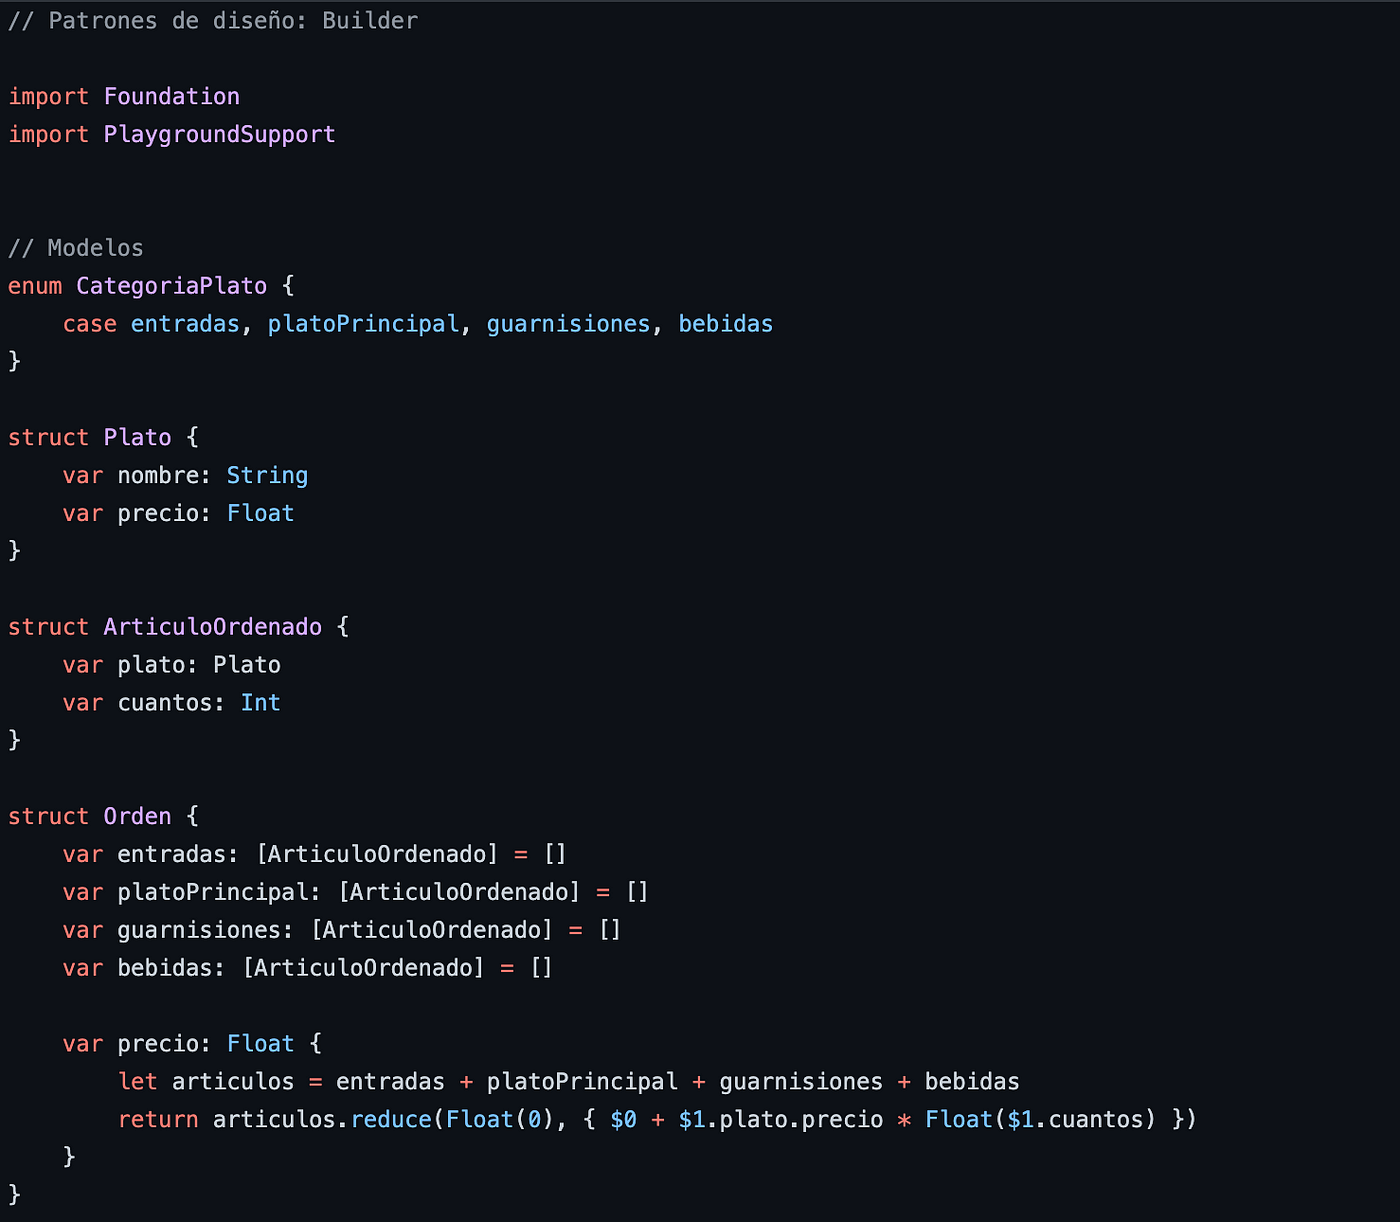 // Patrones de diseño: Builder
import Foundation
import PlaygroundSupport
// Modelos
enum CategoriaPlato {
    case entradas, platoPrincipal, guarnisiones, bebidas
}
struct Plato {
    var nombre: String
    var precio: Float
}
struct ArticuloOrdenado {
    var plato: Plato
    var cuantos: Int
}
struct Orden {
    var entradas: [ArticuloOrdenado] = []
    var platoPrincipal: [ArticuloOrdenado] = []
    var guarnisiones: [ArticuloOrdenado] = []
    var bebidas: [ArticuloOrdenado] = []
    var precio: Float {
        let articulos = entradas + platoPrincipal + guarnisiones + bebidas
        return articulos.reduce(Float(0), { $0 + $1.plato.precio * Float($1.cuantos) })
    }
}